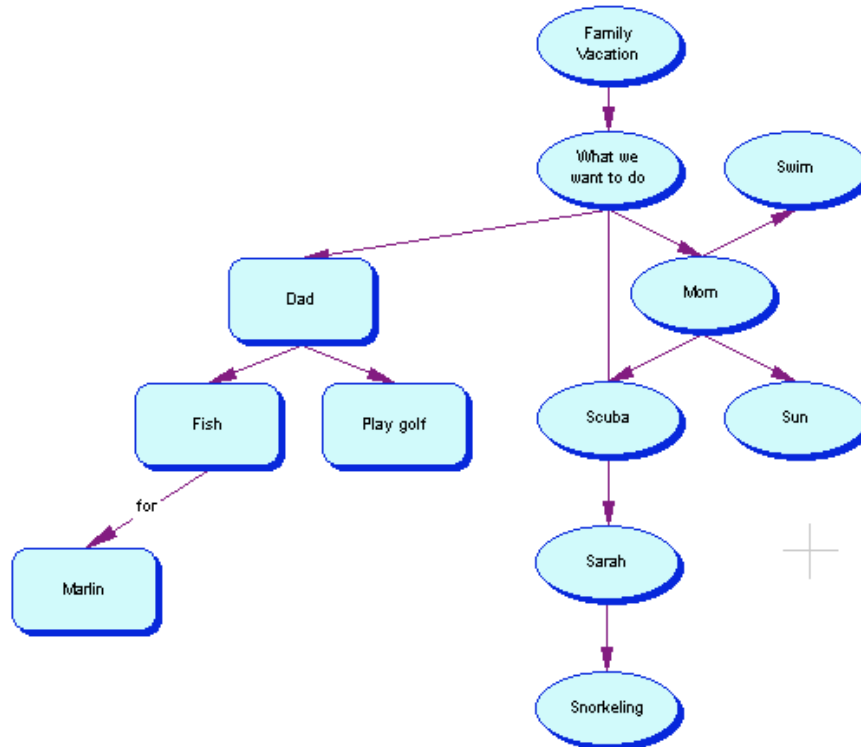 Family
Vacation
What we
want to do
Swim
Dad
Mom
Fish
Play golf
Scuba
Sun
for
Marlin
Sarah
Snorkeling